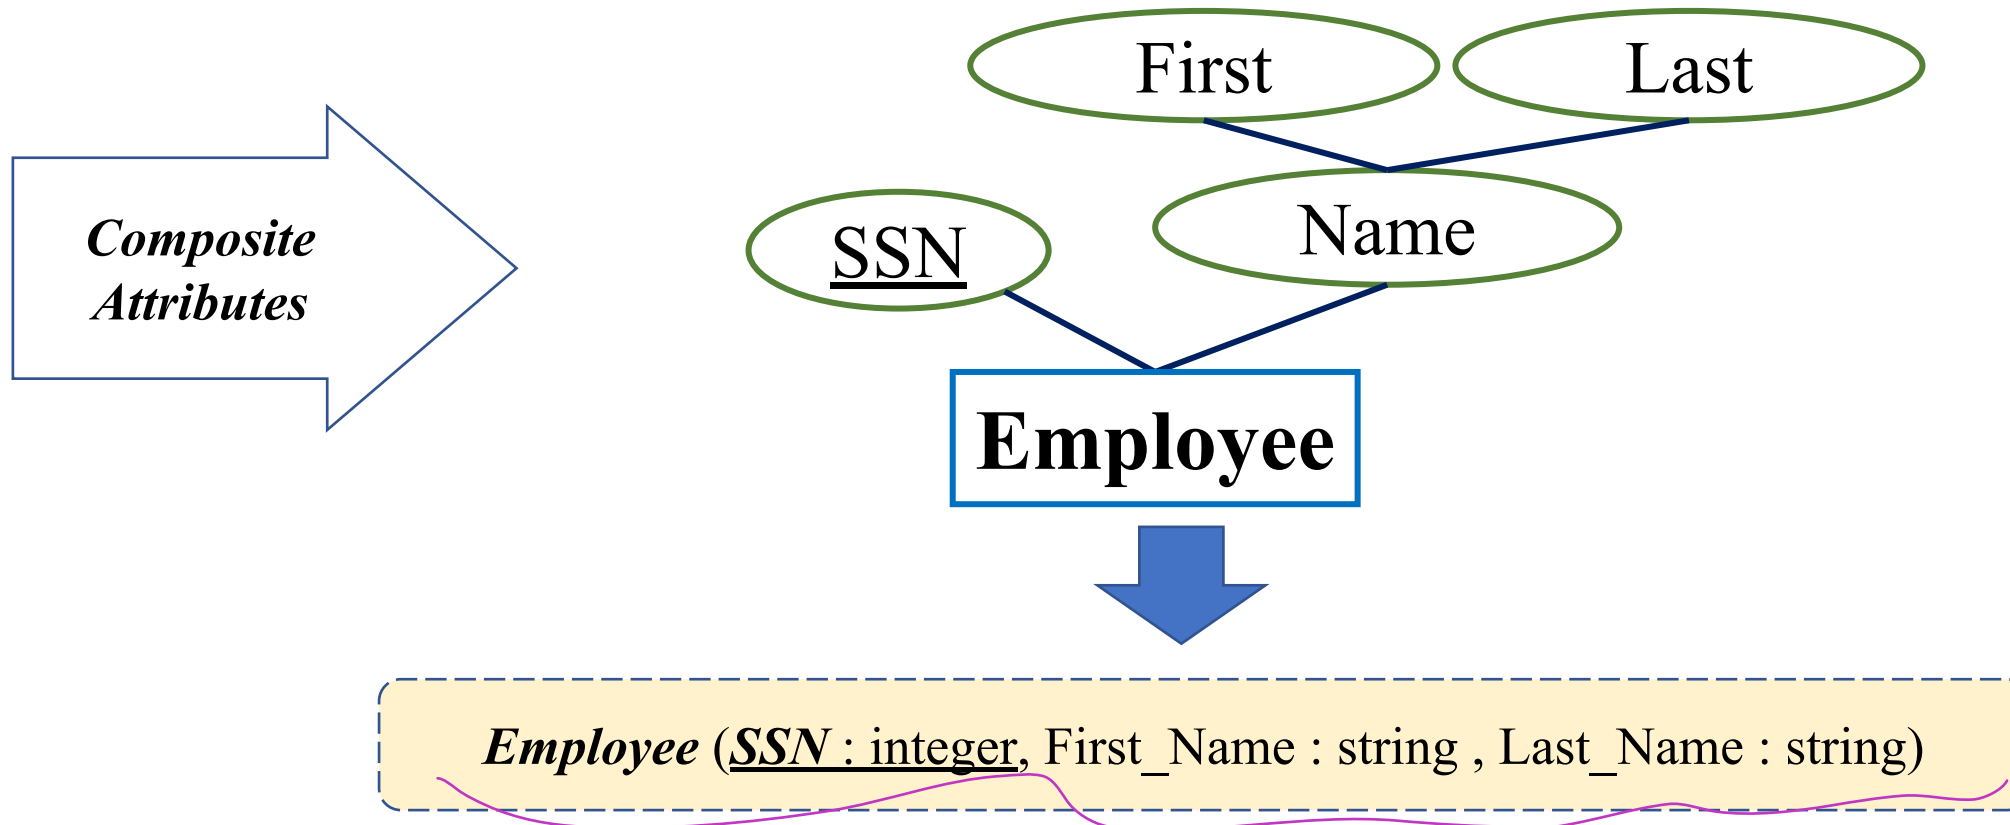 First
Last
Composite
Attributes
SSN
Name
Employee
Employee (SSN : integer, First_Name : string , Last_Name : string)